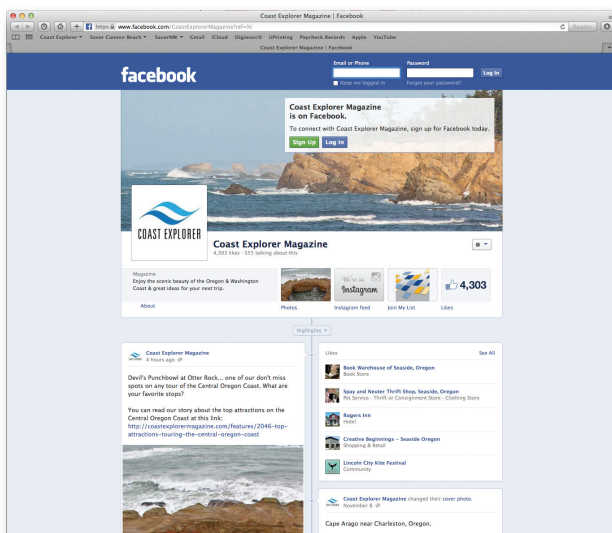 Coast Explorer Magazine | Facebook
https www.facebook.com/CoastExplorerMagazine?ref=hl
Reader
Coast Explorer Savor Cannon Beach SavorNW Gmail iCloud Digimarc® UPrinting Paycheck Records Apple YouTube
Coast Explorer Magazine | Facebook
facebook
Email or Phone
Password
Log In
Keep me logged in
Forgot your password?
Coast Explorer Magazine
is on Facebook.
To connect with Coast Explorer Magazine, sign up for Facebook today.
Sign Up Log In
COAST EXPLORER
Coast Explorer Magazine
4,303 likes · 555 talking about this
Magazine
Enjoy the scenic beauty of the Oregon & Washington
Coast & great ideas for your next trip.
About
We're on
Instagram
4,303
Photos
Instagram feed
Join My List
Likes
Highlights
Coast Explorer Magazine
4 hours ago
Devil's Punchbowl at Otter Rock... one of our don't miss
spots on any tour of the Central Oregon Coast. What are
your favorite stops?
You can read our story about the top attractions on the
Central Oregon Coast at this link:
http://coastexplorermagazine.com/features/2046-top-
attractions-touring-the-central-oregon-coast
Likes
See All
Book Warehouse of Seaside, Oregon
Book Store
Spay and Neuter Thrift Shop, Seaside, Oregon
Pet Service · Thrift or Consignment Store · Clothing Store
Rogers Inn
Hotel
Creative Beginnings – Seaside Oregon
Shopping & Retail
Lincoln City Kite Festival
Community
Coast Explorer Magazine changed their cover photo.
November 8
Cape Arago near Charleston, Oregon.